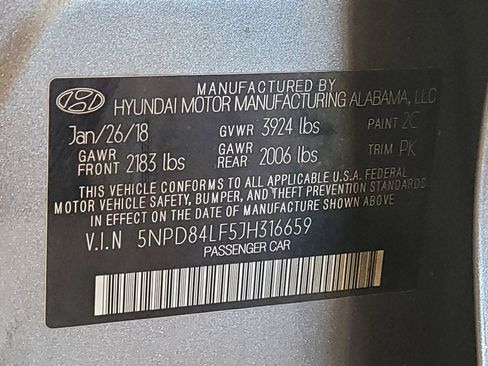 MANUFACTURED BY
HYUNDAI MOTOR MANUFACTURING ALABAMA, LLC
Jan/26/18 GVWR 3924 lbs PAINT 2C
GAWR FRONT 2183 lbs GAWR REAR 2006 lbs TRIM PK
THIS VEHICLE CONFORMS TO ALL APPLICABLE U.S.A. FEDERAL
MOTOR VEHICLE SAFETY, BUMPER, AND THEFT PREVENTION STANDARDS
IN EFFECT ON THE DATE OF MANUFACTURE SHOWN ABOVE.
V.I.N 5NPD84LF5JH316659
PASSENGER CAR